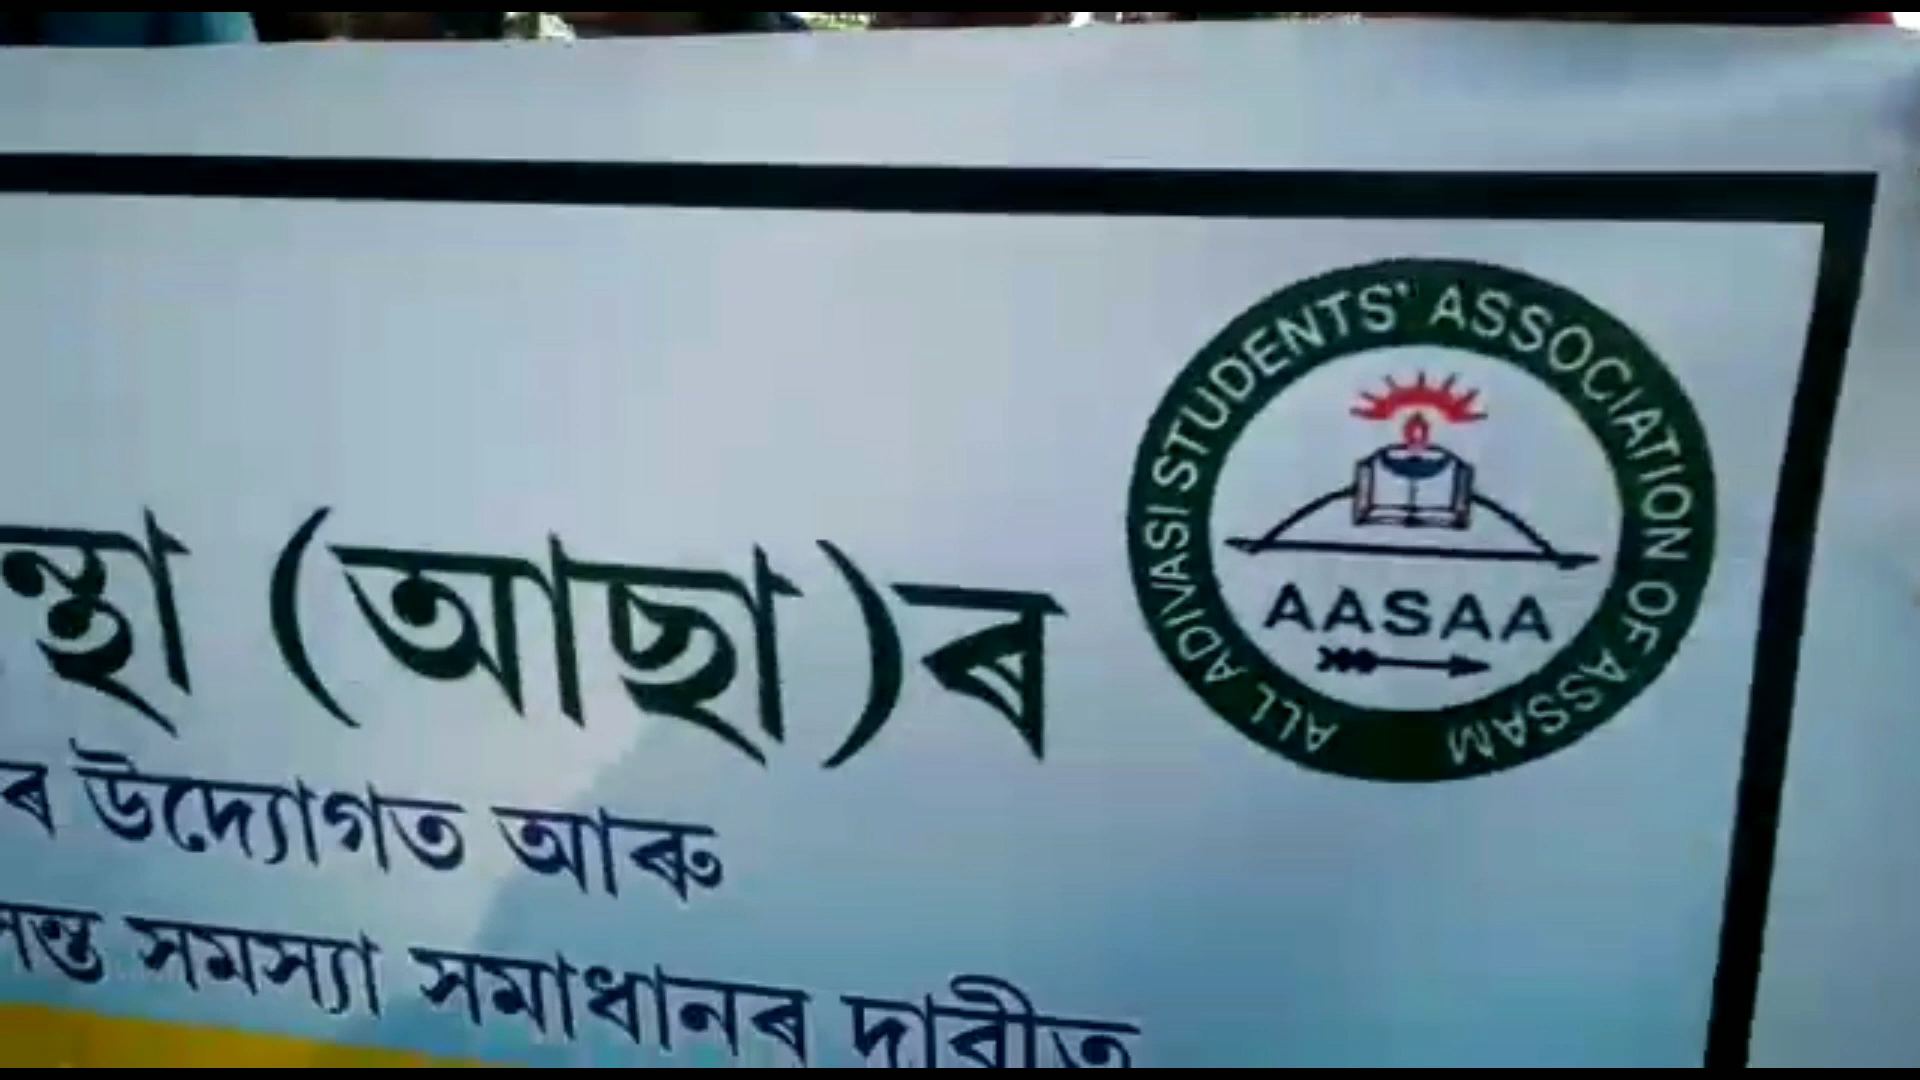 (আছা)ৰ
ৰ উদ্যোগত আৰু
সমস্যা সমাধানৰ দাবীত
ALL ADIVASI STUDENTS' ASSOCIATION OF ASSAM
AASAA